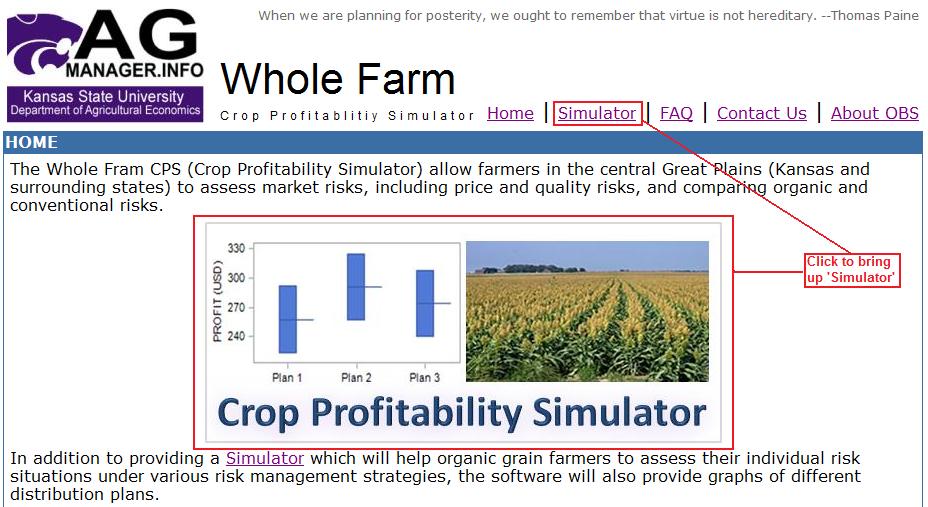 When we are planning for posterity, we ought to remember that virtue is not hereditary. --Thomas Paine
AG
MANAGER.INFO
Kansas State University
Department of Agricultural Economics
Whole Farm
Crop Profitablitiy Simulator
Home | Simulator | FAQ | Contact Us | About OBS
HOME
The Whole Fram CPS (Crop Profitability Simulator) allow farmers in the central Great Plains (Kansas and
surrounding states) to assess market risks, including price and quality risks, and comparing organic and
conventional risks.
Click to bring
up 'Simulator'
PROFIT (USD)
330
300
270
240
Plan 1 Plan 2 Plan 3
Crop Profitability Simulator
In addition to providing a Simulator which will help organic grain farmers to assess their individual risk
situations under various risk management strategies, the software will also provide graphs of different
distribution plans.